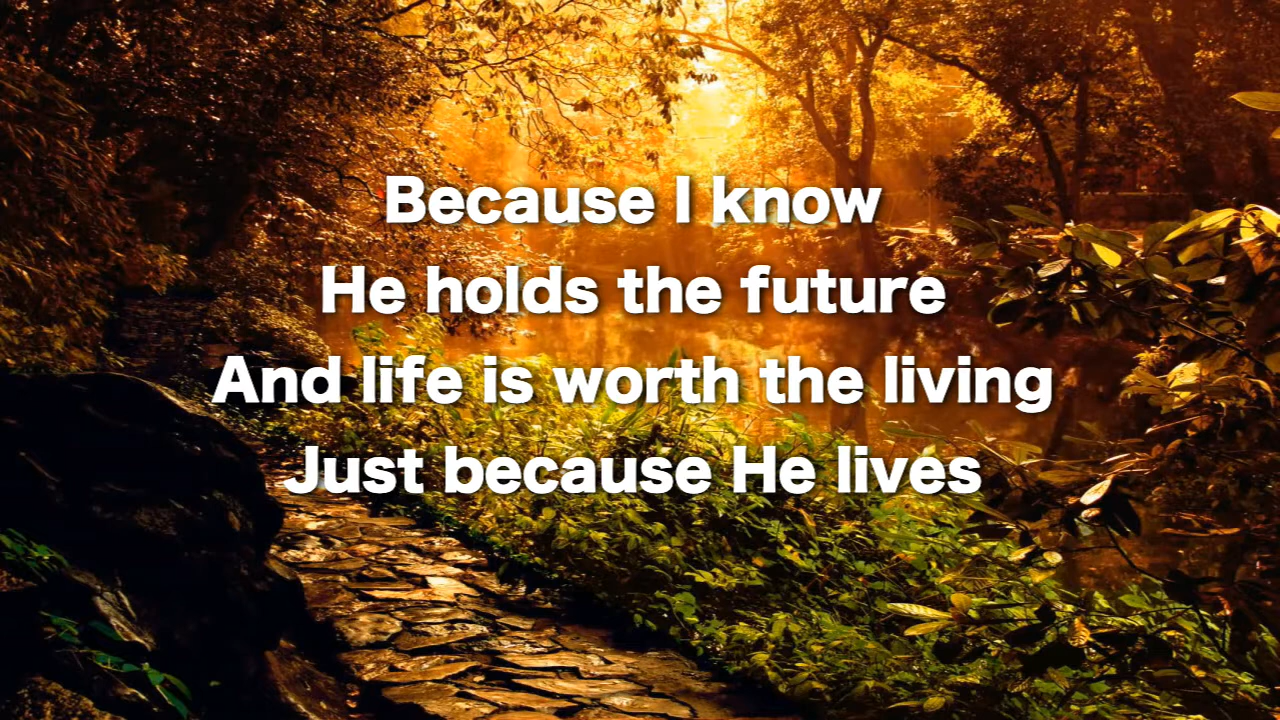 Because I know
He holds the future
And life is worth the living
Just because He lives